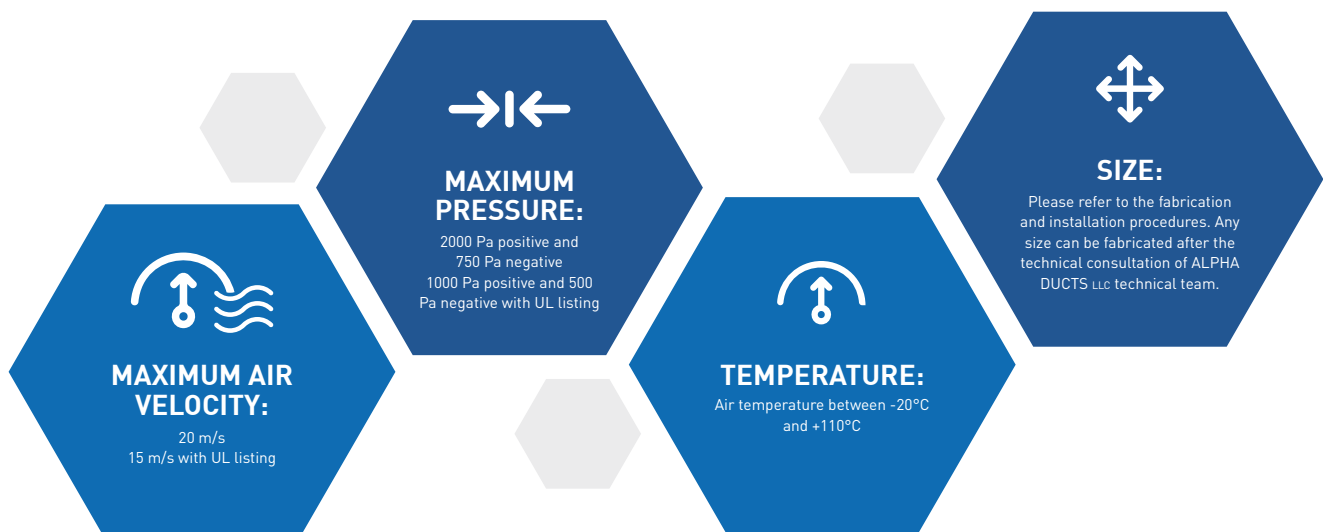 MAXIMUM AIR
VELOCITY:
20 m/s
15 m/s with UL listing
MAXIMUM
PRESSURE:
2000 Pa positive and
750 Pa negative
1000 Pa positive and 500
Pa negative with UL listing
TEMPERATURE:
Air temperature between -20°C
and +110°C
SIZE:
Please refer to the fabrication
and installation procedures. Any
size can be fabricated after the
technical consultation of ALPHA
DUCTS LLC technical team.